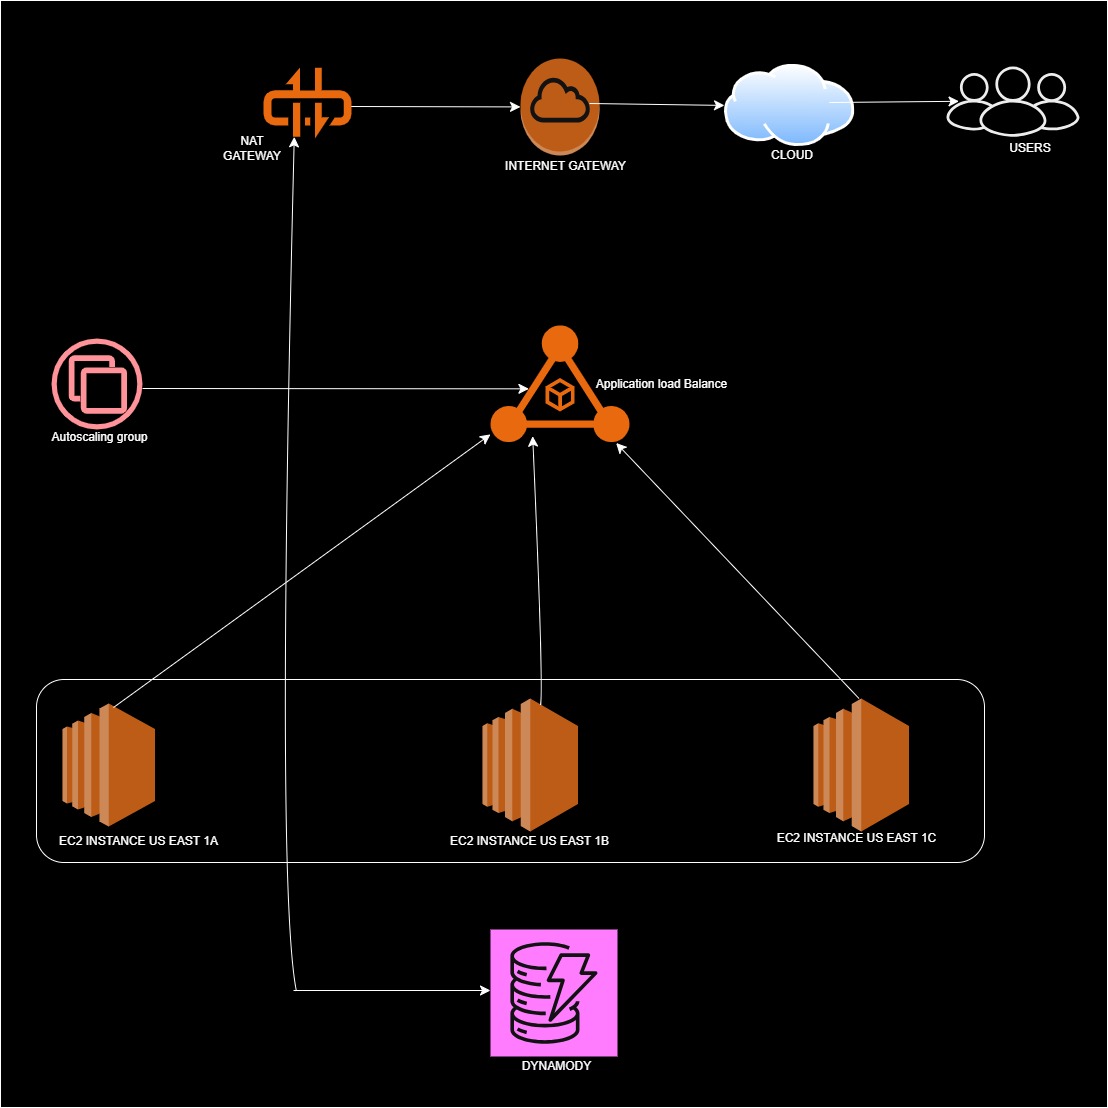 NAT
GATEWAY
INTERNET GATEWAY
CLOUD
USERS
Autoscaling group
Application load Balance
EC2 INSTANCE US EAST 1A
EC2 INSTANCE US EAST 1B
EC2 INSTANCE US EAST 1C
DYNAMODY